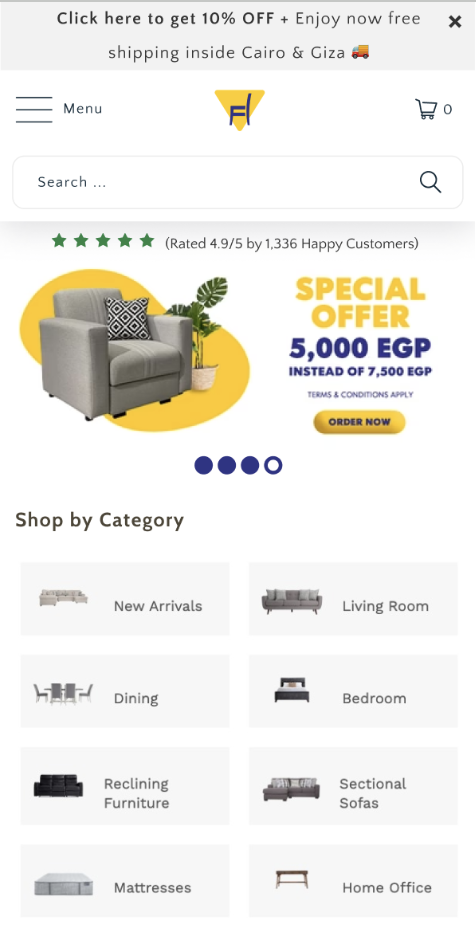 Click here to get 10% OFF + Enjoy now free
shipping inside Cairo & Giza 🚚
Menu
0
Search ...
(Rated 4.9/5 by 1,336 Happy Customers)
SPECIAL
OFFER
5,000 EGP
INSTEAD OF 7,500 EGP
TERMS & CONDITIONS APPLY
ORDER NOW
Shop by Category
New Arrivals
Living Room
Dining
Bedroom
Reclining
Furniture
Sectional
Sofas
Mattresses
Home Office